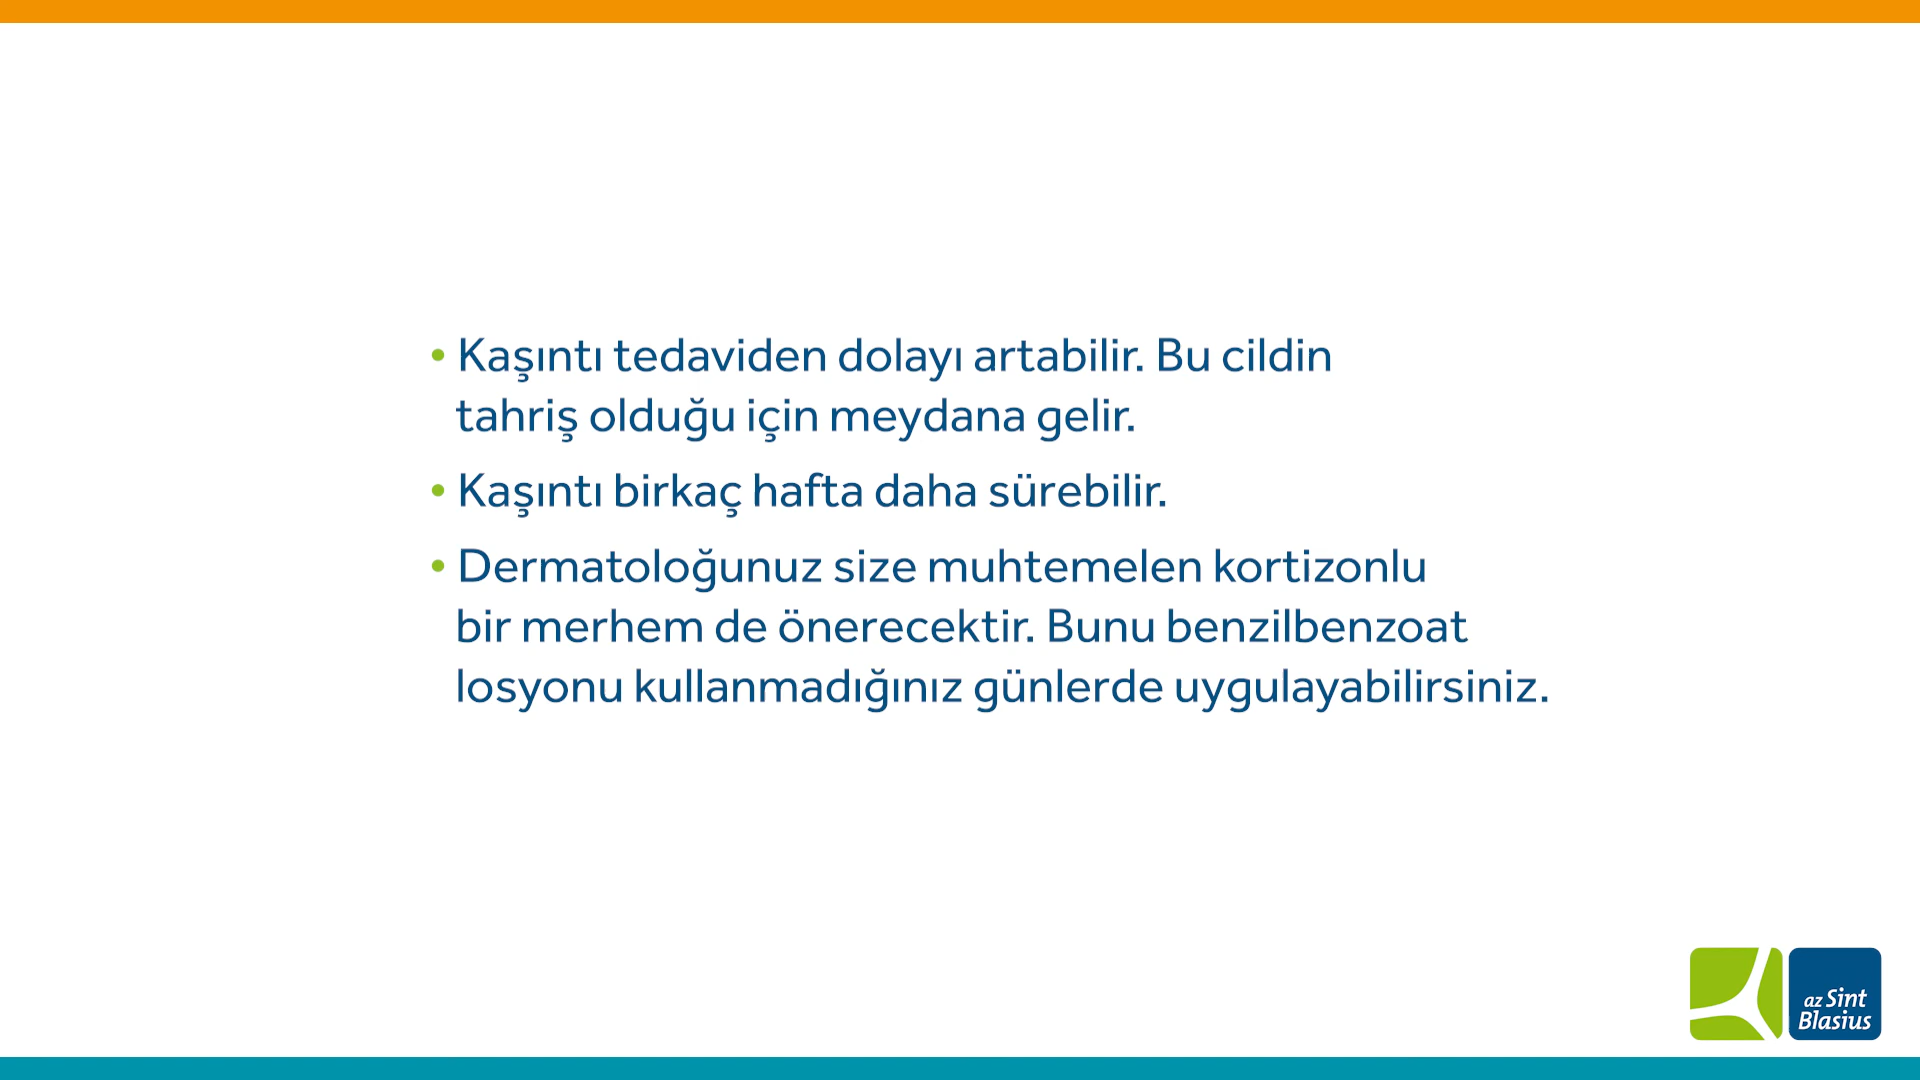 • Kaşıntı tedaviden dolayı artabilir. Bu cildin
tahriş olduğu için meydana gelir.
• Kaşıntı birkaç hafta daha sürebilir.
• Dermatoloğunuz size muhtemelen kortizonlu
bir merhem de önerecektir. Bunu benzilbenzoat
losyonu kullanmadığınız günlerde uygulayabilirsiniz.
az Sint
Blasius